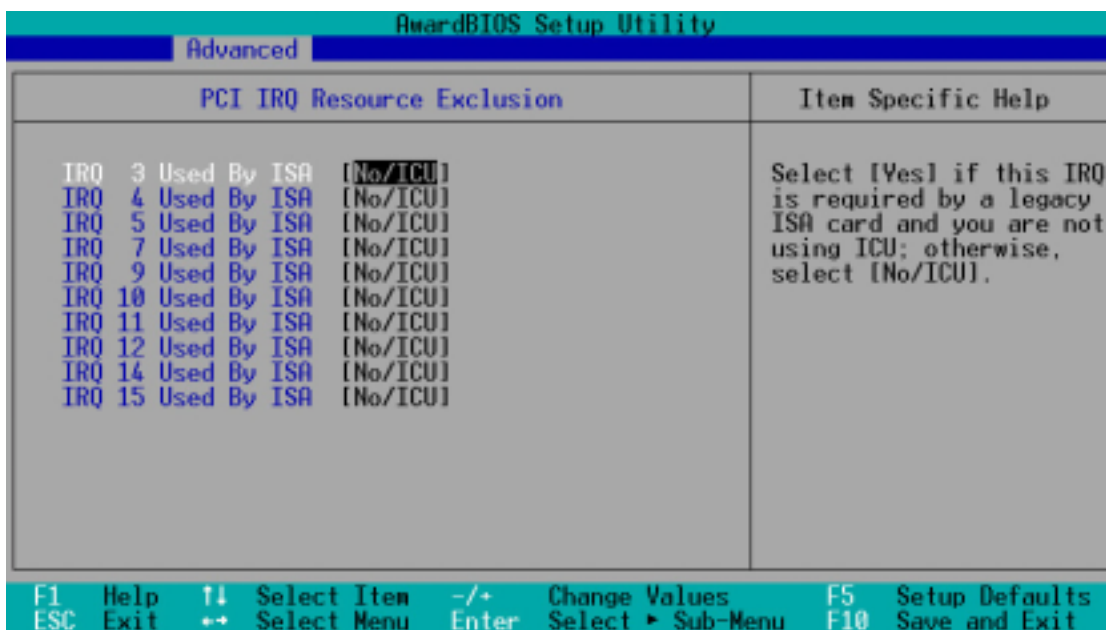 AwardBIOS Setup Utility
Advanced
PCI IRQ Resource Exclusion
Item Specific Help
IRQ 3 Used By ISA [No/ICU]
IRQ 4 Used By ISA [No/ICU]
IRQ 5 Used By ISA [No/ICU]
IRQ 7 Used By ISA [No/ICU]
IRQ 9 Used By ISA [No/ICU]
IRQ 10 Used By ISA [No/ICU]
IRQ 11 Used By ISA [No/ICU]
IRQ 12 Used By ISA [No/ICU]
IRQ 14 Used By ISA [No/ICU]
IRQ 15 Used By ISA [No/ICU]
Select [Yes] if this IRQ
is required by a legacy
ISA card and you are not
using ICU; otherwise,
select [No/ICU].
F1 Help ↑↓ Select Item -/+ Change Values F5 Setup Defaults
ESC Exit ←→ Select Menu Enter Select ► Sub-Menu F10 Save and Exit